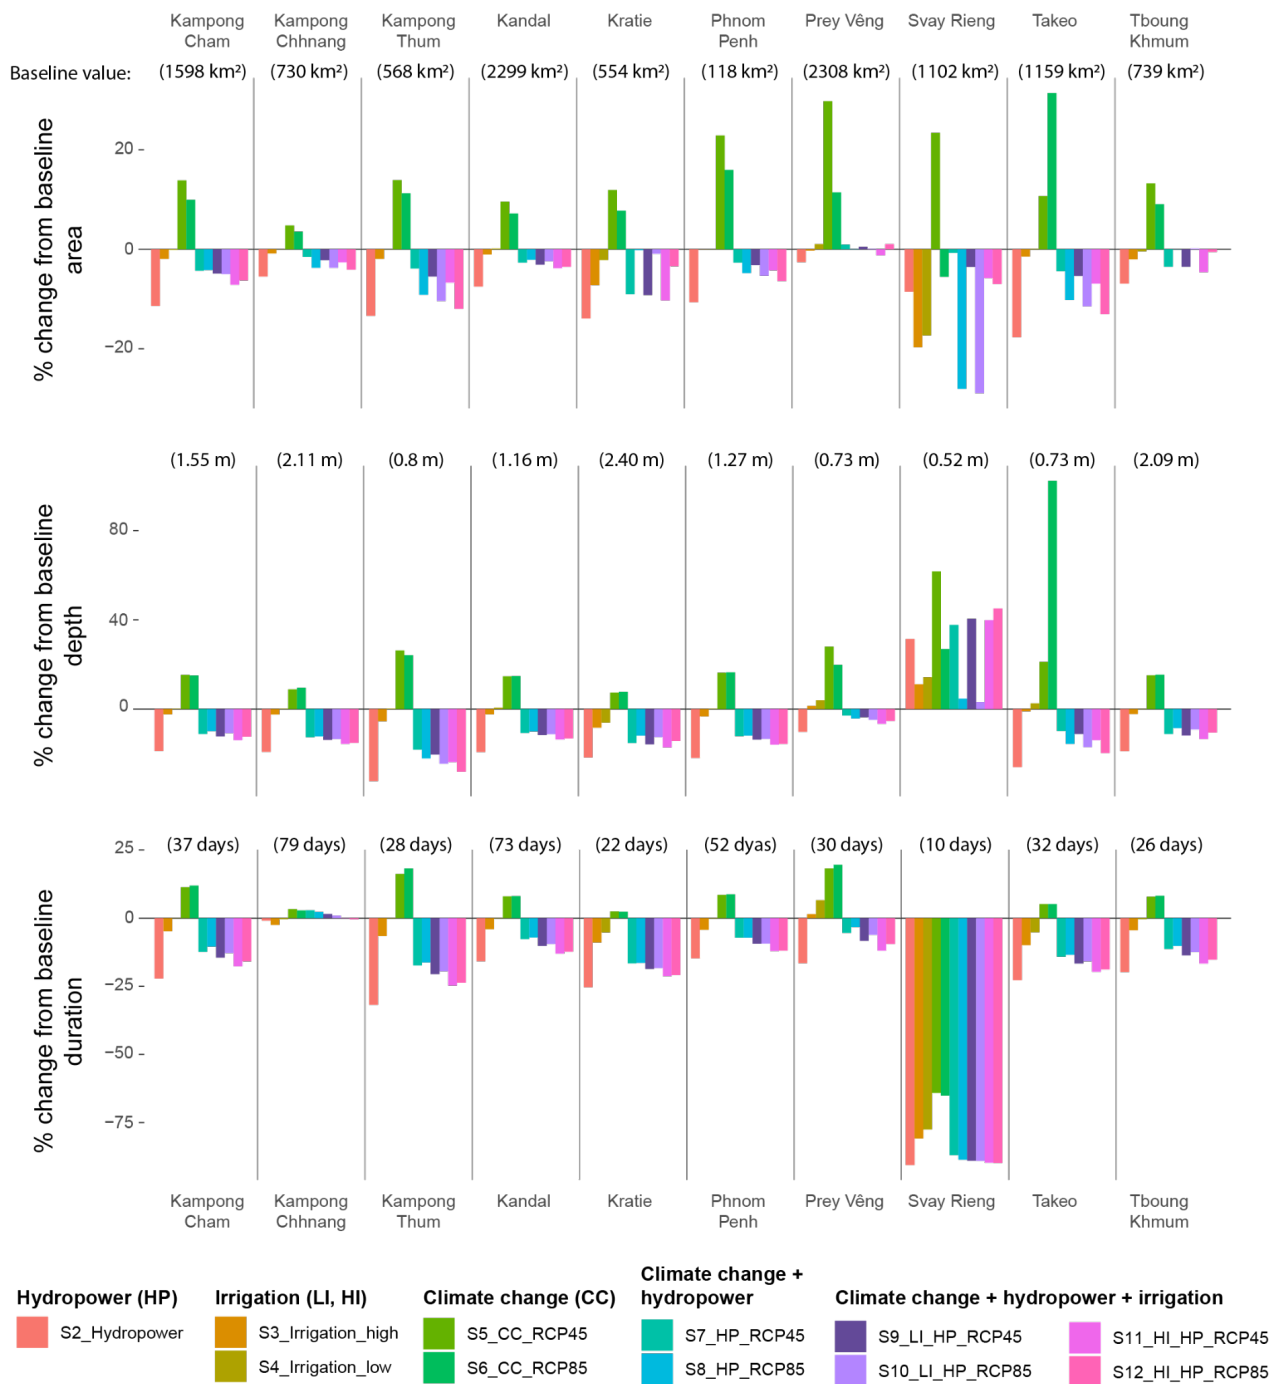 Kampong Cham
Kampong Chhnang
Kampong Thum
Kandal
Kratie
Phnom Penh
Prey Vêng
Svay Rieng
Takeo
Tboung Khmum
Baseline value: (1598 km²) (730 km²) (568 km²) (2299 km²) (554 km²) (118 km²) (2308 km²) (1102 km²) (1159 km²) (739 km²)
% change from baseline
area
20
0
−20
(1.55 m) (2.11 m) (0.8 m) (1.16 m) (2.40 m) (1.27 m) (0.73 m) (0.52 m) (0.73 m) (2.09 m)
% change from baseline
depth
80
40
0
(37 days) (79 days) (28 days) (73 days) (22 days) (52 dyas) (30 days) (10 days) (32 days) (26 days)
% change from baseline
duration
25
0
−25
−50
−75
Kampong Cham
Kampong Chhnang
Kampong Thum
Kandal
Kratie
Phnom Penh
Prey Vêng
Svay Rieng
Takeo
Tboung Khmum
Hydropower (HP)
S2_Hydropower
Irrigation (LI, HI)
S3_Irrigation_high
S4_Irrigation_low
Climate change (CC)
S5_CC_RCP45
S6_CC_RCP85
Climate change +
hydropower
S7_HP_RCP45
S8_HP_RCP85
Climate change + hydropower + irrigation
S9_LI_HP_RCP45
S10_LI_HP_RCP85
S11_HI_HP_RCP45
S12_HI_HP_RCP85